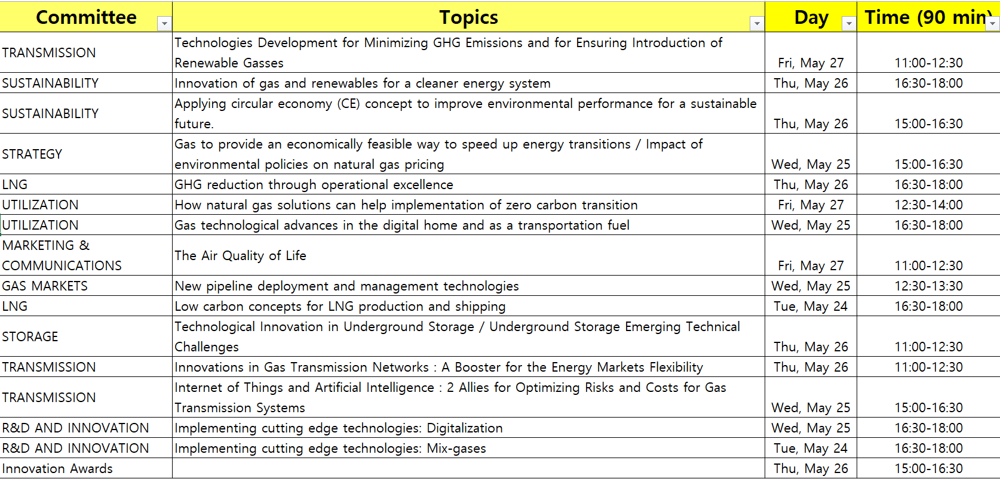 Committee Topics Day Time (90 min)
TRANSMISSION
Technologies Development for Minimizing GHG Emissions and for Ensuring Introduction of
Renewable Gasses
Fri, May 27 11:00-12:30
SUSTAINABILITY Innovation of gas and renewables for a cleaner energy system Thu, May 26 16:30-18:00
SUSTAINABILITY
Applying circular economy (CE) concept to improve environmental performance for a sustainable
future.
Thu, May 26 15:00-16:30
STRATEGY
Gas to provide an economically feasible way to speed up energy transitions / Impact of
environmental policies on natural gas pricing
Wed, May 25 15:00-16:30
LNG GHG reduction through operational excellence Thu, May 26 16:30-18:00
UTILIZATION How natural gas solutions can help implementation of zero carbon transition Fri, May 27 12:30-14:00
UTILIZATION Gas technological advances in the digital home and as a transportation fuel Wed, May 25 16:30-18:00
MARKETING &
COMMUNICATIONS
The Air Quality of Life
Fri, May 27 11:00-12:30
GAS MARKETS New pipeline deployment and management technologies Wed, May 25 12:30-13:30
LNG Low carbon concepts for LNG production and shipping Tue, May 24 16:30-18:00
STORAGE
Technological Innovation in Underground Storage / Underground Storage Emerging Technical
Challenges
Thu, May 26 11:00-12:30
TRANSMISSION Innovations in Gas Transmission Networks : A Booster for the Energy Markets Flexibility Thu, May 26 11:00-12:30
TRANSMISSION
Internet of Things and Artificial Intelligence : 2 Allies for Optimizing Risks and Costs for Gas
Transmission Systems
Wed, May 25 15:00-16:30
R&D AND INNOVATION Implementing cutting edge technologies: Digitalization Wed, May 25 16:30-18:00
R&D AND INNOVATION Implementing cutting edge technologies: Mix-gases Tue, May 24 16:30-18:00
Innovation Awards Thu, May 26 15:00-16:30